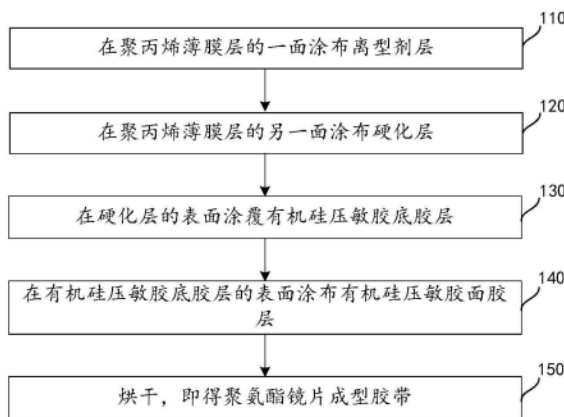 110
在聚丙烯薄膜层的一面涂布离型剂层
120
在聚丙烯薄膜层的另一面涂布硬化层
130
在硬化层的表面涂覆有机硅压敏胶底胶层
140
在有机硅压敏胶底胶层的表面涂布有机硅压敏胶面胶
层
150
烘干，即得聚氨酯镜片成型胶带